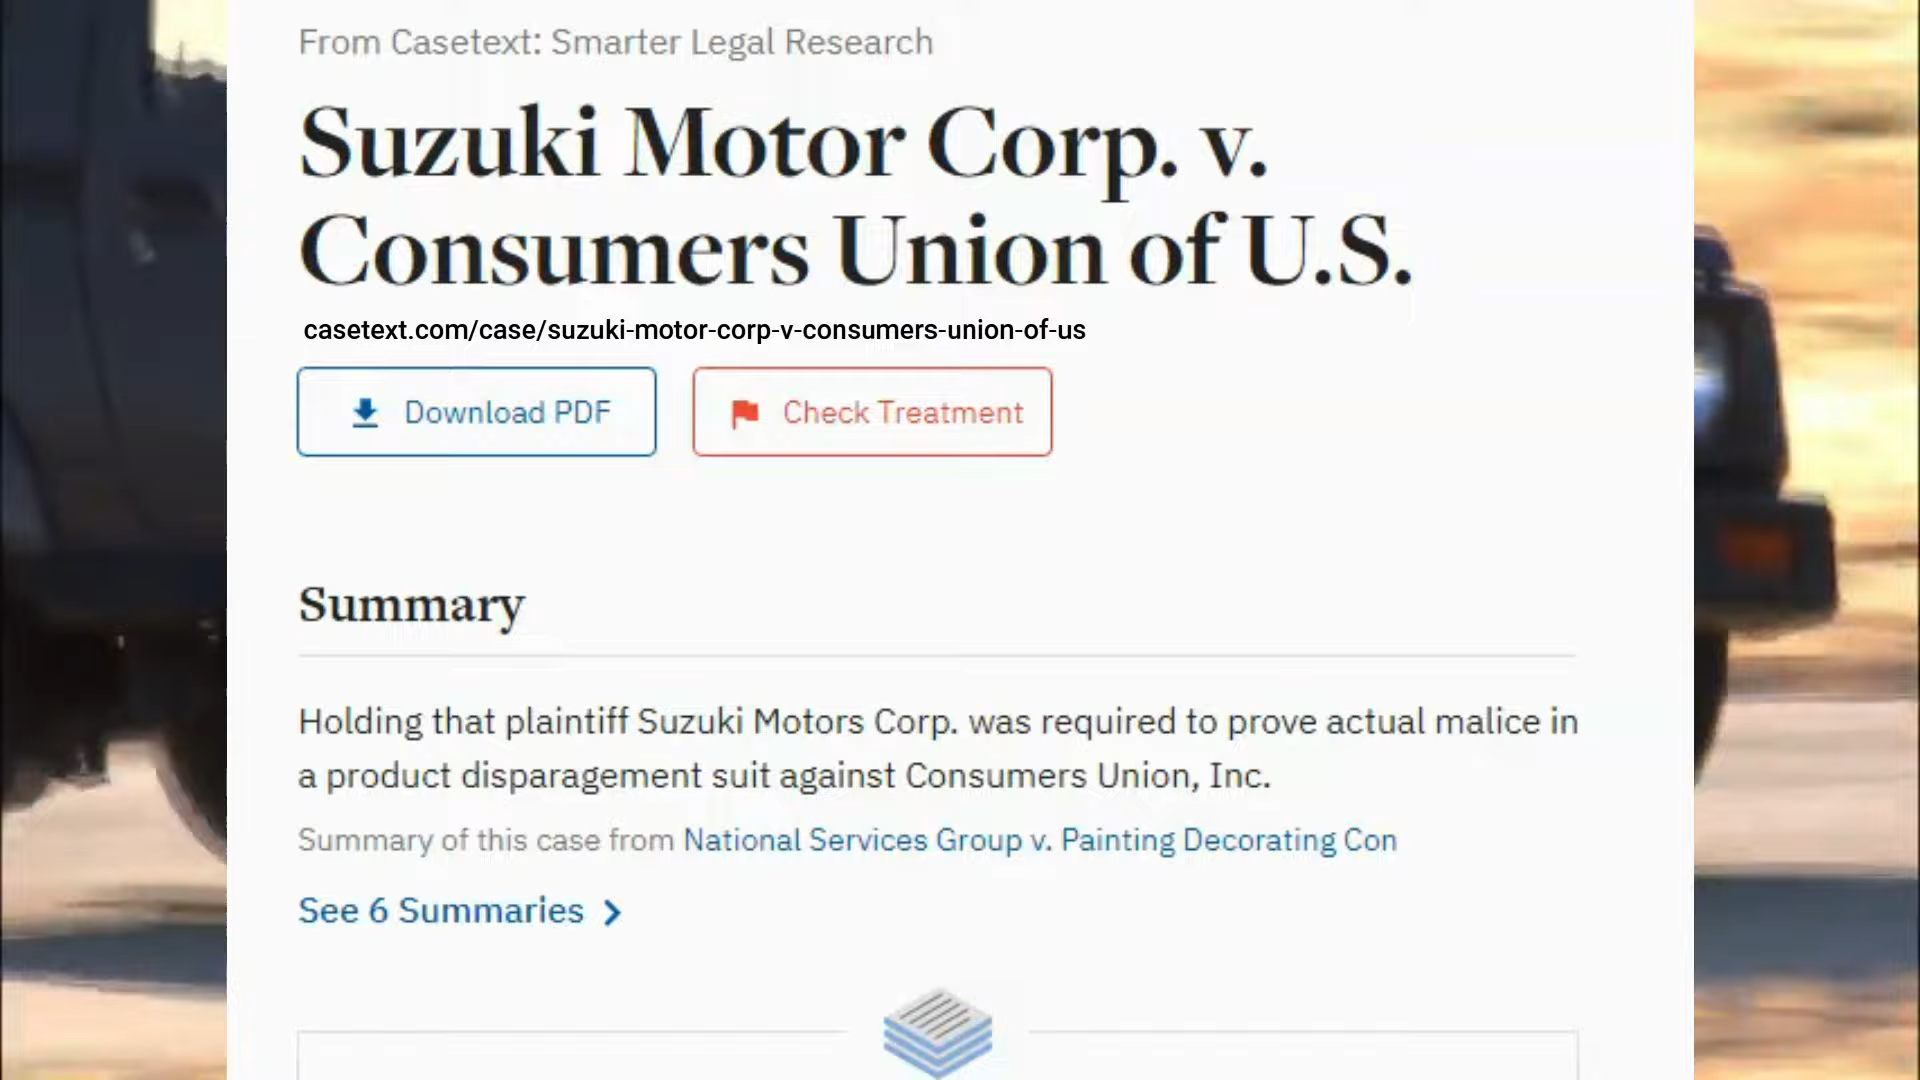 From Casetext: Smarter Legal Research
Suzuki Motor Corp. v.
Consumers Union of U.S.
casetext.com/case/suzuki-motor-corp-v-consumers-union-of-us
Download PDF
Check Treatment
Summary
Holding that plaintiff Suzuki Motors Corp. was required to prove actual malice in
a product disparagement suit against Consumers Union, Inc.
Summary of this case from National Services Group v. Painting Decorating Con
See 6 Summaries